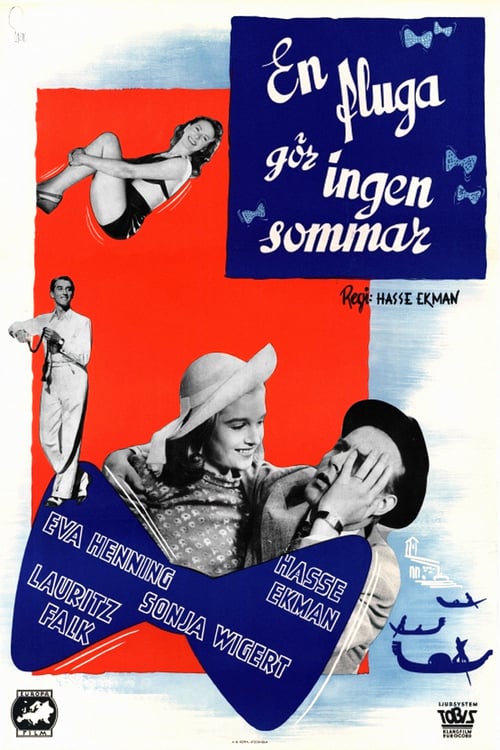 En
fluga
gör
ingen
sommar
Regi: HASSE EKMAN
EVA HENNING
HASSE
EKMAN
LAURITZ
FALK
SONJA WIGERT
EUROPA
FILM
LJUDSYSTEM
TOBIS
KLANGFILM
EUROCORD